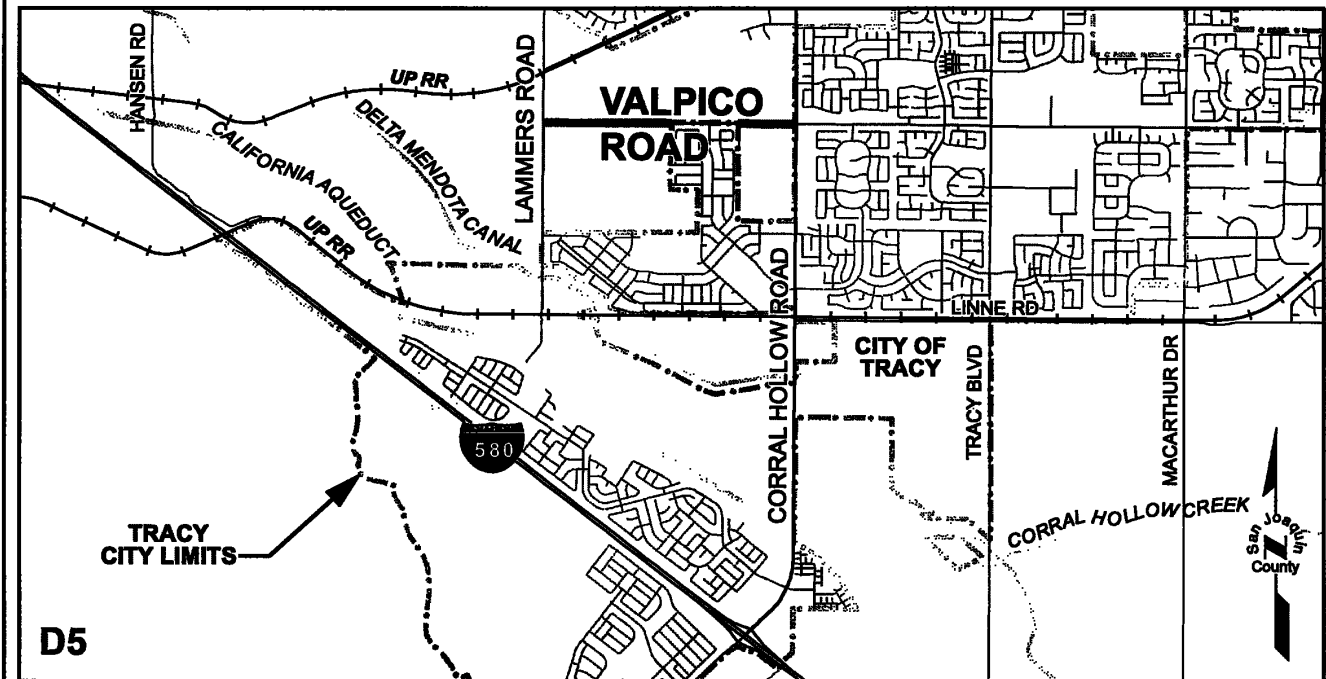 HANSEN RD
UP RR
LAMMERS ROAD
VALPICO
ROAD
CALIFORNIA AQUEDUCT
DELTA MENDOTA CANAL
UP RR
CORRAL HOLLOW ROAD
LINNE RD
CITY OF
TRACY
TRACY BLVD
MACARTHUR DR
580
CORRAL HOLLOW CREEK
San Joaquin
County
TRACY
CITY LIMITS
D5